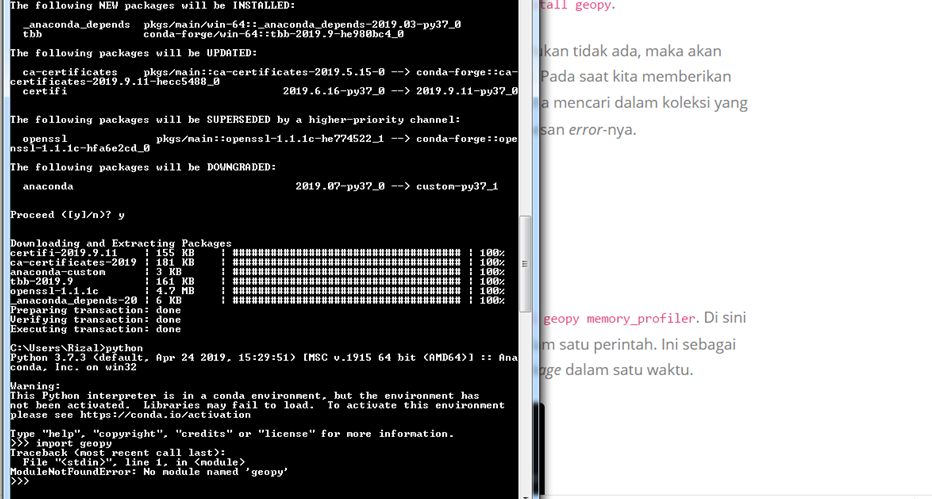 The following NEW packages will be INSTALLED:
_anaconda_depends pkgs/main/win-64::_anaconda_depends-2019.03-py37_0
tbb conda-forge/win-64::tbb-2019.9-he980bc4_0
The following packages will be UPDATED:
ca-certificates pkgs/main::ca-certificates-2019.5.15-0 --> conda-forge::ca-
certificates-2019.9.11-hecc5488_0
certifi 2019.6.16-py37_0 --> 2019.9.11-py37_0
The following packages will be SUPERSEDED by a higher-priority channel:
openssl pkgs/main::openssl-1.1.1c-he774522_1 --> conda-forge::ope
nssl-1.1.1c-hfa6e2cd_0
The following packages will be DOWNGRADED:
anaconda 2019.07-py37_0 --> custom-py37_1
Proceed ([y]/n)? y
Downloading and Extracting Packages
certifi-2019.9.11 | 155 KB | #################################### | 100%
ca-certificates-2019 | 181 KB | #################################### | 100%
anaconda-custom | 3 KB | #################################### | 100%
tbb-2019.9 | 161 KB | #################################### | 100%
openssl-1.1.1c | 4.7 MB | #################################### | 100%
_anaconda_depends-20 | 6 KB | #################################### | 100%
Preparing transaction: done
Verifying transaction: done
Executing transaction: done
C:\Users\Rizal>python
Python 3.7.3 (default, Apr 24 2019, 15:29:51) [MSC v.1915 64 bit (AMD64)] :: Ana
conda, Inc. on win32
Warning:
This Python interpreter is in a conda environment, but the environment has
not been activated. Libraries may fail to load. To activate this environment
please see https://conda.io/activation
Type "help", "copyright", "credits" or "license" for more information.
>>> import geopy
Traceback (most recent call last):
File "<stdin>", line 1, in <module>
ModuleNotFoundError: No module named 'geopy'
>>>
tall geopy.
ukan tidak ada, maka akan
Pada saat kita memberikan
a mencari dalam koleksi yang
san error-nya.
geopy memory_profiler. Di sini
m satu perintah. Ini sebagai
age dalam satu waktu.